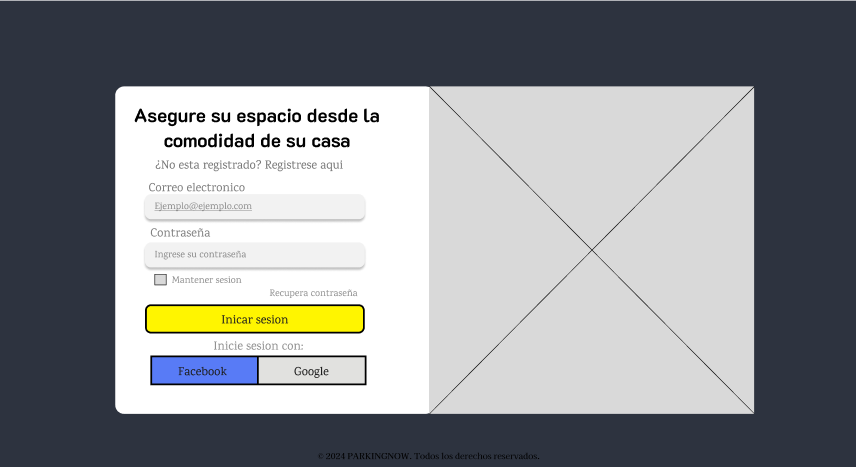 Asegure su espacio desde la
comodidad de su casa
¿No esta registrado? Registrese aqui
Correo electronico
Ejemplo@ejemplo.com
Contraseña
Ingrese su contraseña
Mantener sesion
Recupera contraseña
Inicar sesion
Inicie sesion con:
Facebook
Google
© 2024 PARKINGNOW. Todos los derechos reservados.